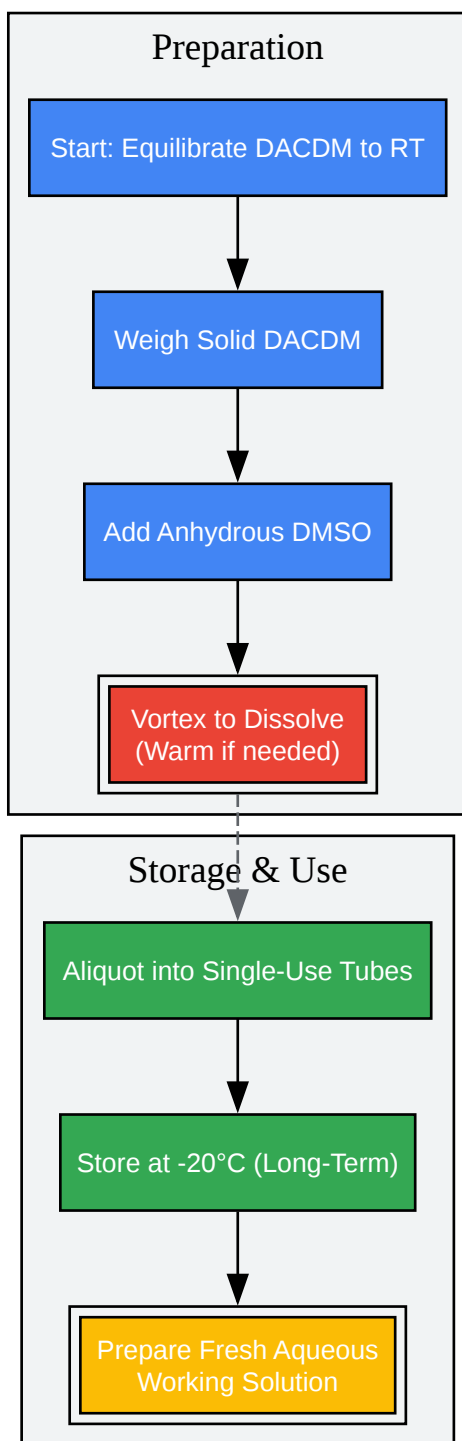 Preparation
Start: Equilibrate DACDM to RT
Weigh Solid DACDM
Add Anhydrous DMSO
Vortex to Dissolve
(Warm if needed)
Storage & Use
Aliquot into Single-Use Tubes
Store at -20°C (Long-Term)
Prepare Fresh Aqueous
Working Solution